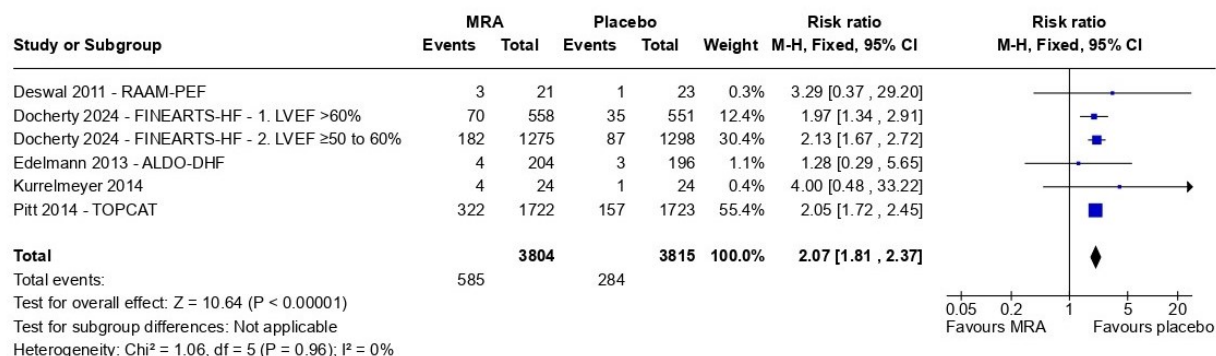 MRA Placebo Risk ratio Risk ratio
Study or Subgroup Events Total Events Total Weight M-H, Fixed, 95% CI M-H, Fixed, 95% CI
Deswal 2011 - RAAM-PEF 3 21 1 23 0.3% 3.29 [0.37 , 29.20]
Docherty 2024 - FINEARTS-HF - 1. LVEF >60% 70 558 35 551 12.4% 1.97 [1.34 , 2.91]
Docherty 2024 - FINEARTS-HF - 2. LVEF ≥50 to 60% 182 1275 87 1298 30.4% 2.13 [1.67 , 2.72]
Edelmann 2013 - ALDO-DHF 4 204 3 196 1.1% 1.28 [0.29 , 5.65]
Kurrelmeyer 2014 4 24 1 24 0.4% 4.00 [0.48 , 33.22]
Pitt 2014 - TOPCAT 322 1722 157 1723 55.4% 2.05 [1.72 , 2.45]
Total 3804 3815 100.0% 2.07 [1.81 , 2.37]
Total events: 585 284
Test for overall effect: Z = 10.64 (P < 0.00001)
Test for subgroup differences: Not applicable
Heterogeneity: Chi² = 1.06, df = 5 (P = 0.96); I² = 0%
0.05 0.2 1 5 20
Favours MRA Favours placebo